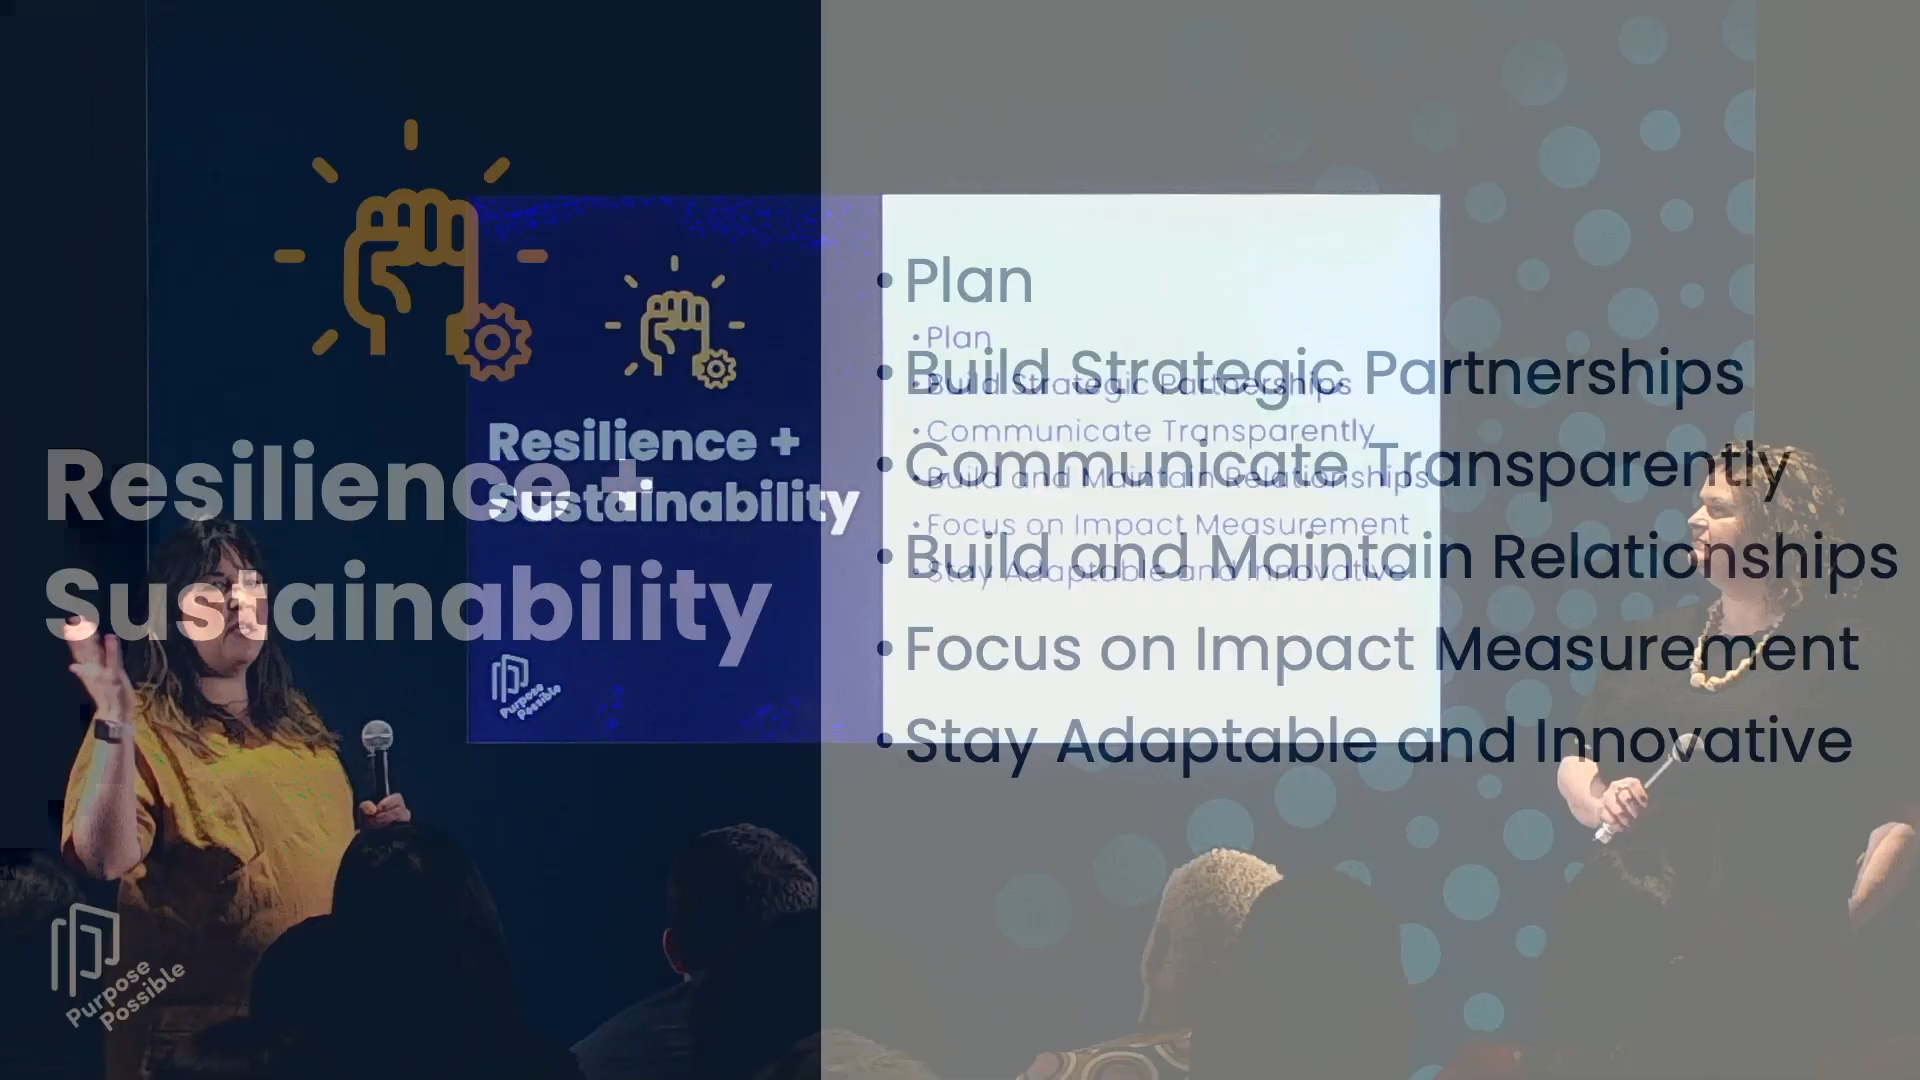 Resilience +
Sustainability
Purpose
Possible
• Plan
• Build Strategic Partnerships
• Communicate Transparently
• Build and Maintain Relationships
• Focus on Impact Measurement
• Stay Adaptable and Innovative
Resilience +
Sustainability
Purpose
Possible
• Plan
• Build Strategic Partnerships
• Communicate Transparently
• Build and Maintain Relationships
• Focus on Impact Measurement
• Stay Adaptable and Innovative